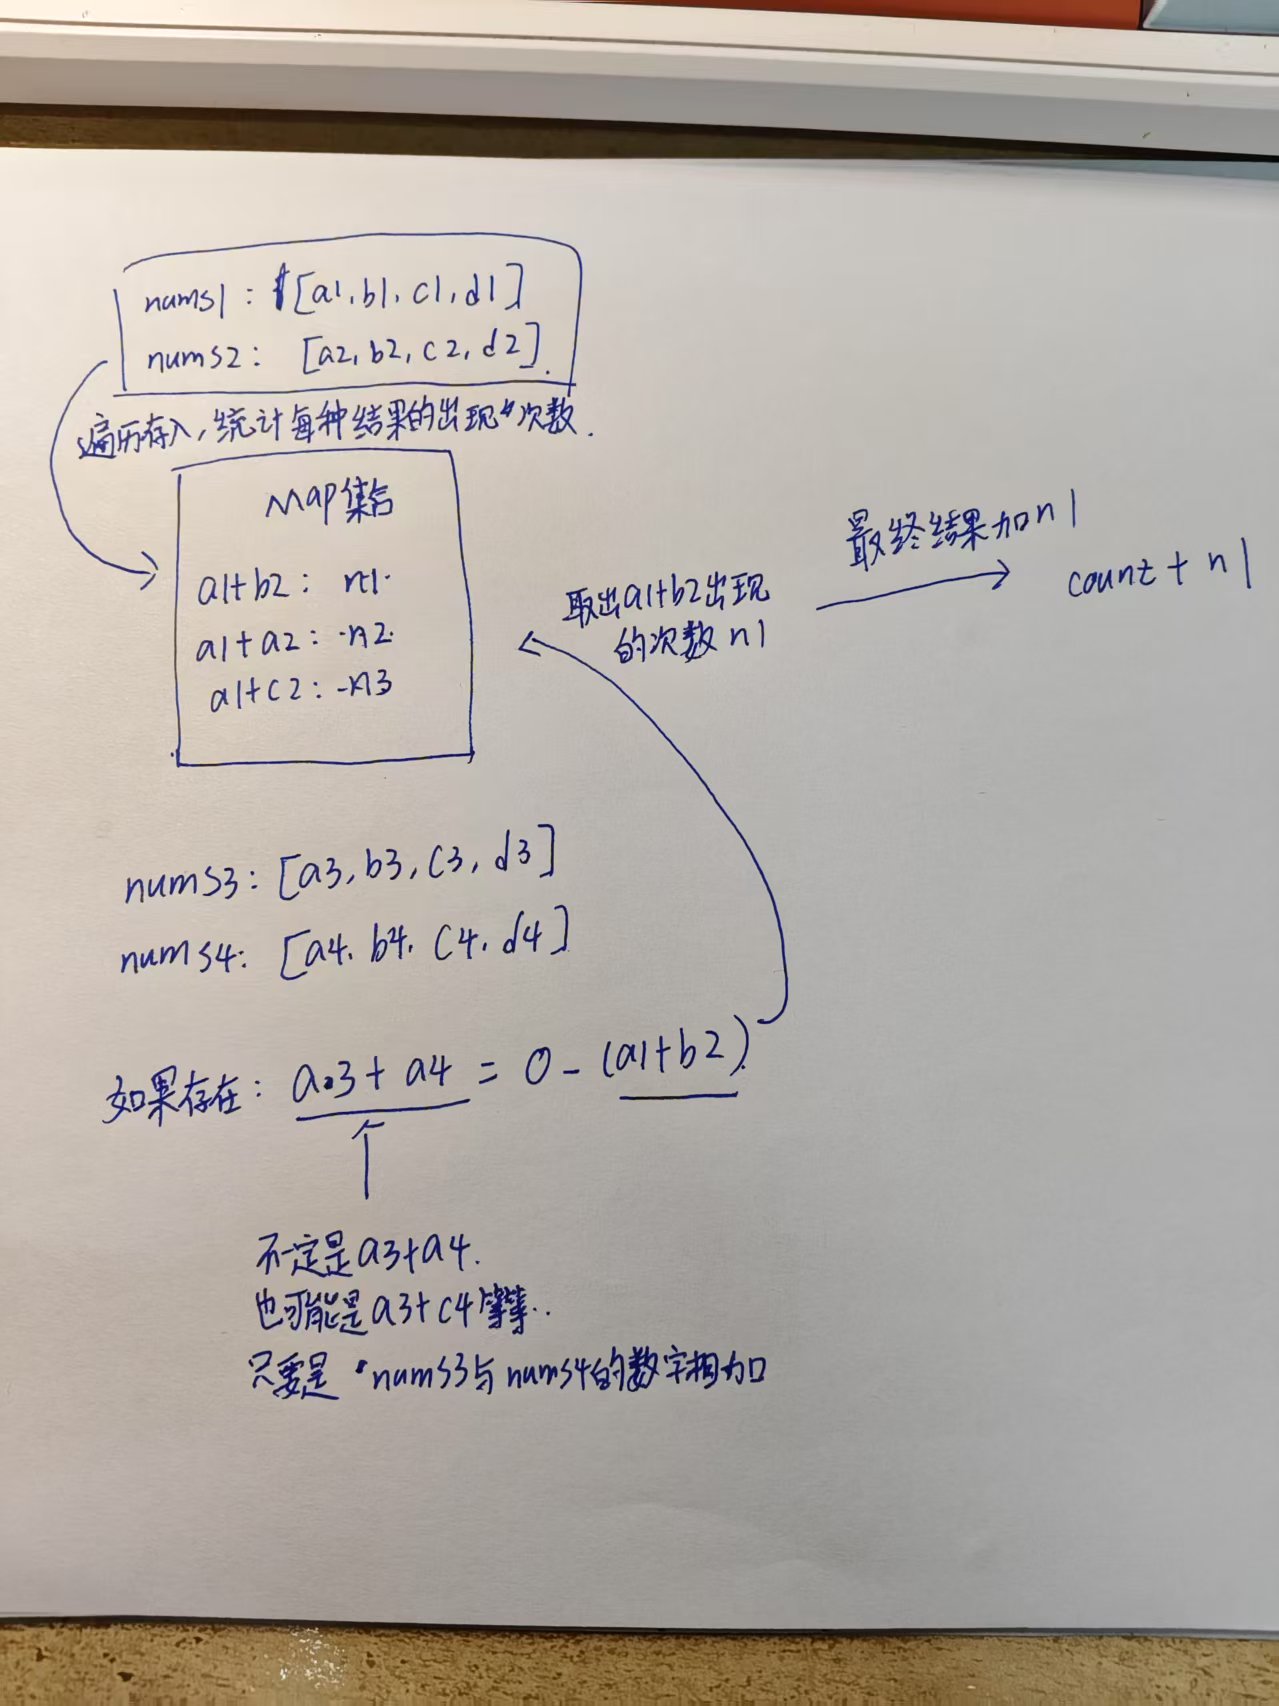 nums1: [a1, b1, c1, d1]
nums2: [a2, b2, c2, d2].
遍历存入,统计每种结果的出现次数.
Map集合
a1+b2: n1.
a1+a2: n2.
a1+c2: n3
取出a1+b2出现
的次数 n1
最终结果加n1
count + n1
nums3: [a3, b3, c3, d3]
nums4: [a4, b4, c4, d4]
如果存在: a3 + a4 = 0 - (a1+b2)
不一定是a3+a4.
也可能是a3+c4等等..
只要是nums3与nums4的数字相加口